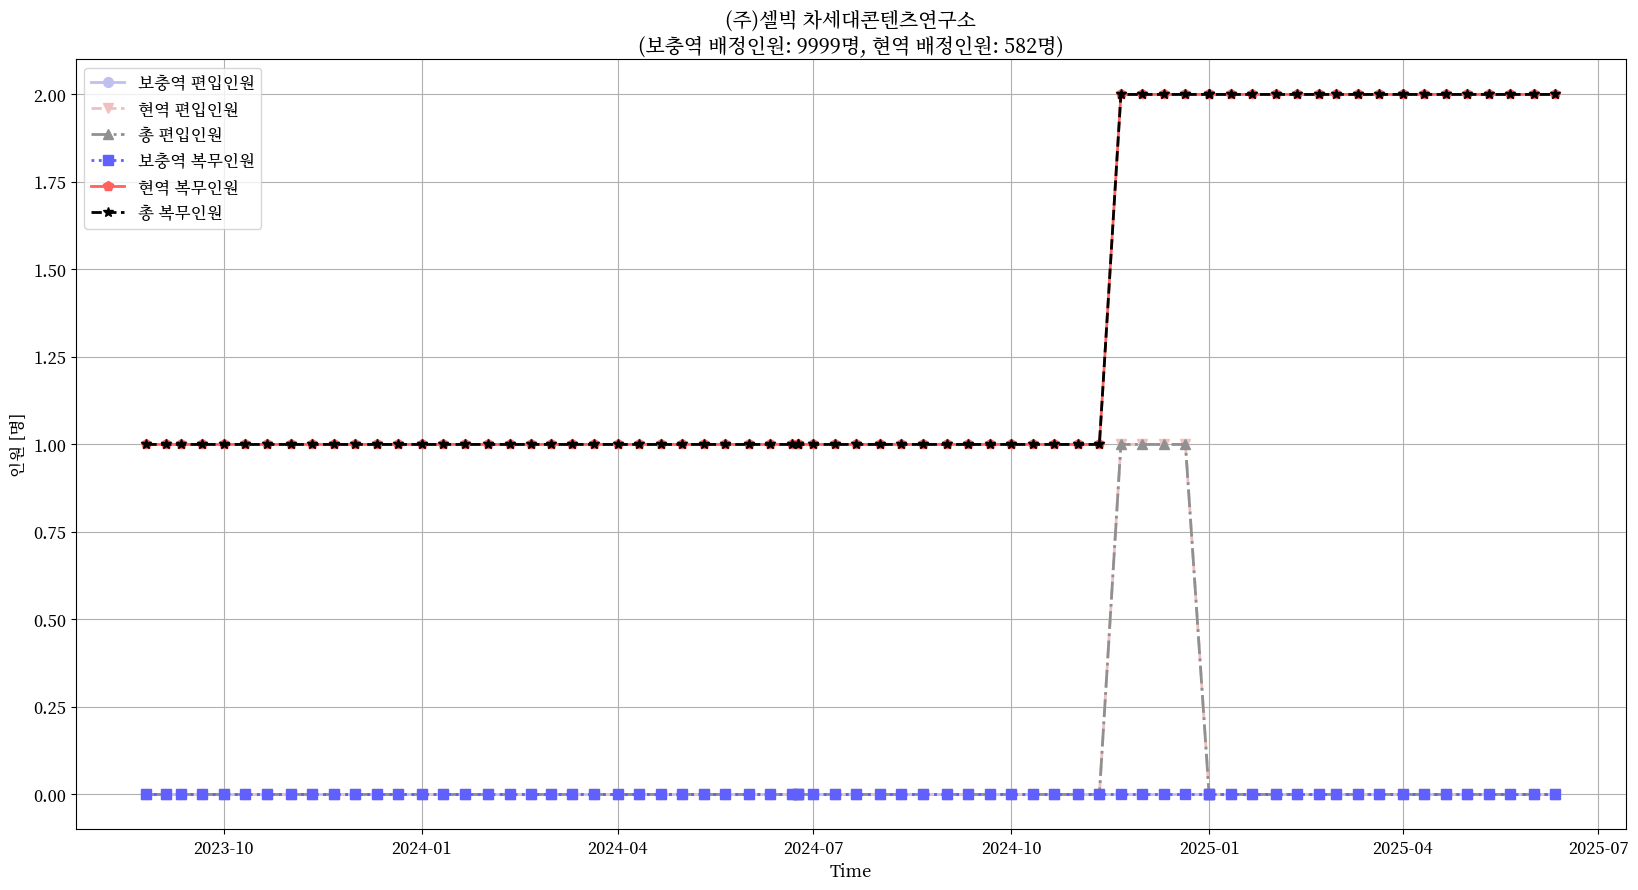 (주)셀빅 차세대콘텐츠연구소
(보충역 배정인원: 9999명, 현역 배정인원: 582명)
보충역 편입인원
현역 편입인원
총 편입인원
보충역 복무인원
현역 복무인원
총 복무인원
2.00
1.75
1.50
1.25
1.00
0.75
0.50
0.25
0.00
인원 [명]
2023-10
2024-01
2024-04
2024-07
2024-10
2025-01
2025-04
2025-07
Time